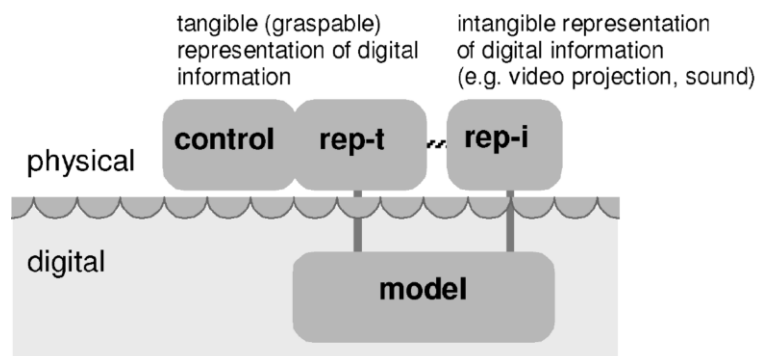 tangible (graspable)
representation of digital
information
intangible representation
of digital information
(e.g. video projection, sound)
control
rep-t
rep-i
physical
digital
model